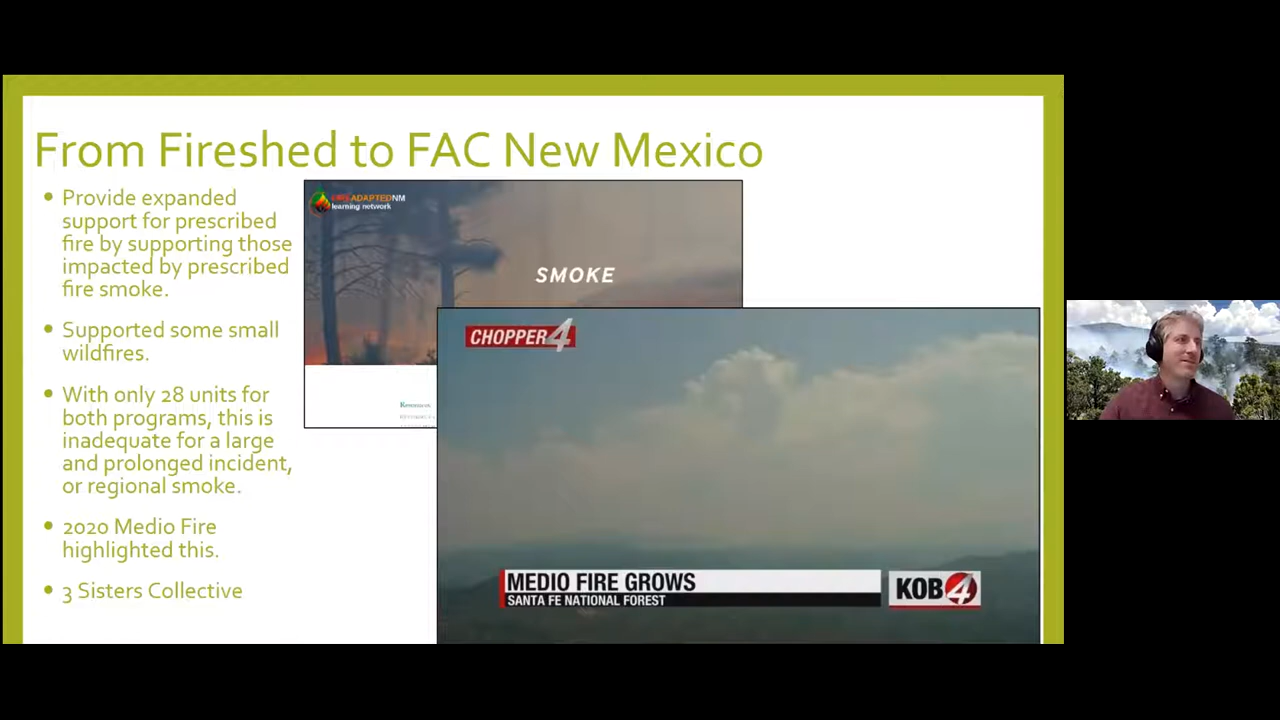 From Fireshed to FAC New Mexico
Provide expanded
support for prescribed
fire by supporting those
impacted by prescribed
fire smoke.
Supported some small
wildfires.
With only 28 units for
both programs, this is
inadequate for a large
and prolonged incident,
or regional smoke.
2020 Medio Fire
highlighted this.
3 Sisters Collective
FIRE ADAPTED NM
learning network
SMOKE
Resources
CHOPPER 4
MEDIO FIRE GROWS
SANTA FE NATIONAL FOREST
KOB 4